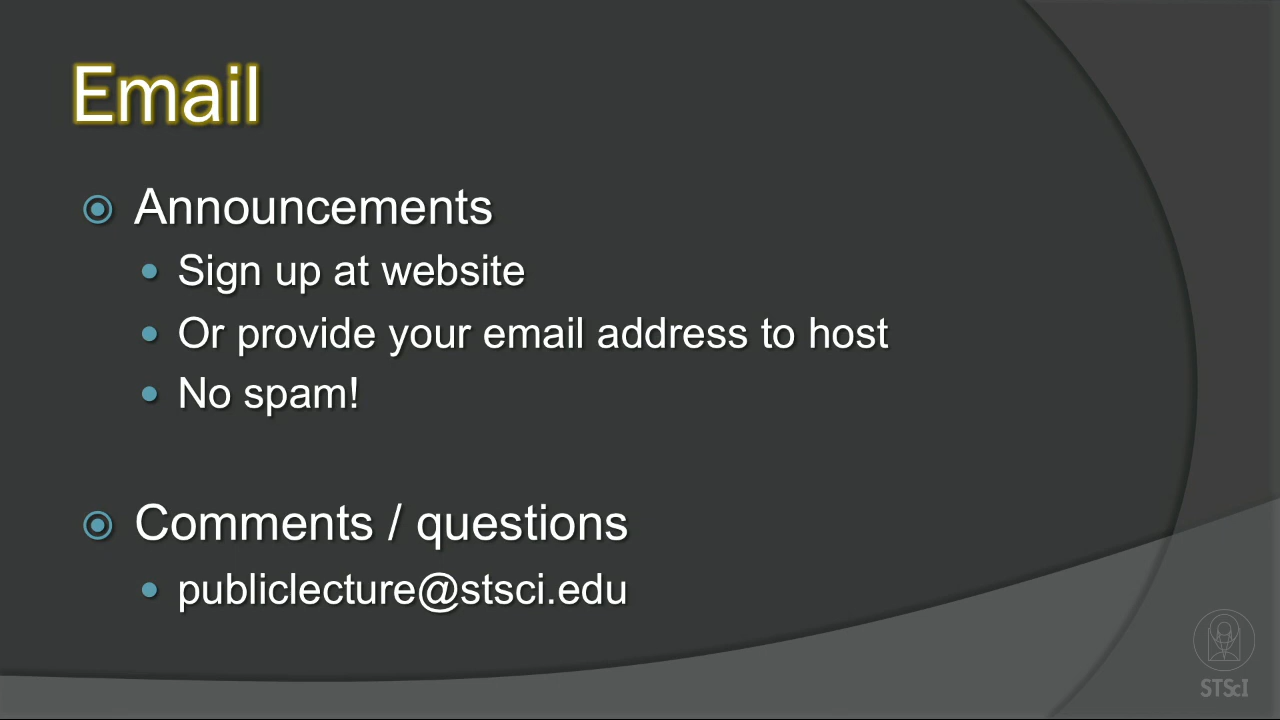 Email
Announcements
Sign up at website
Or provide your email address to host
No spam!
Comments / questions
publiclecture@stsci.edu
STScI